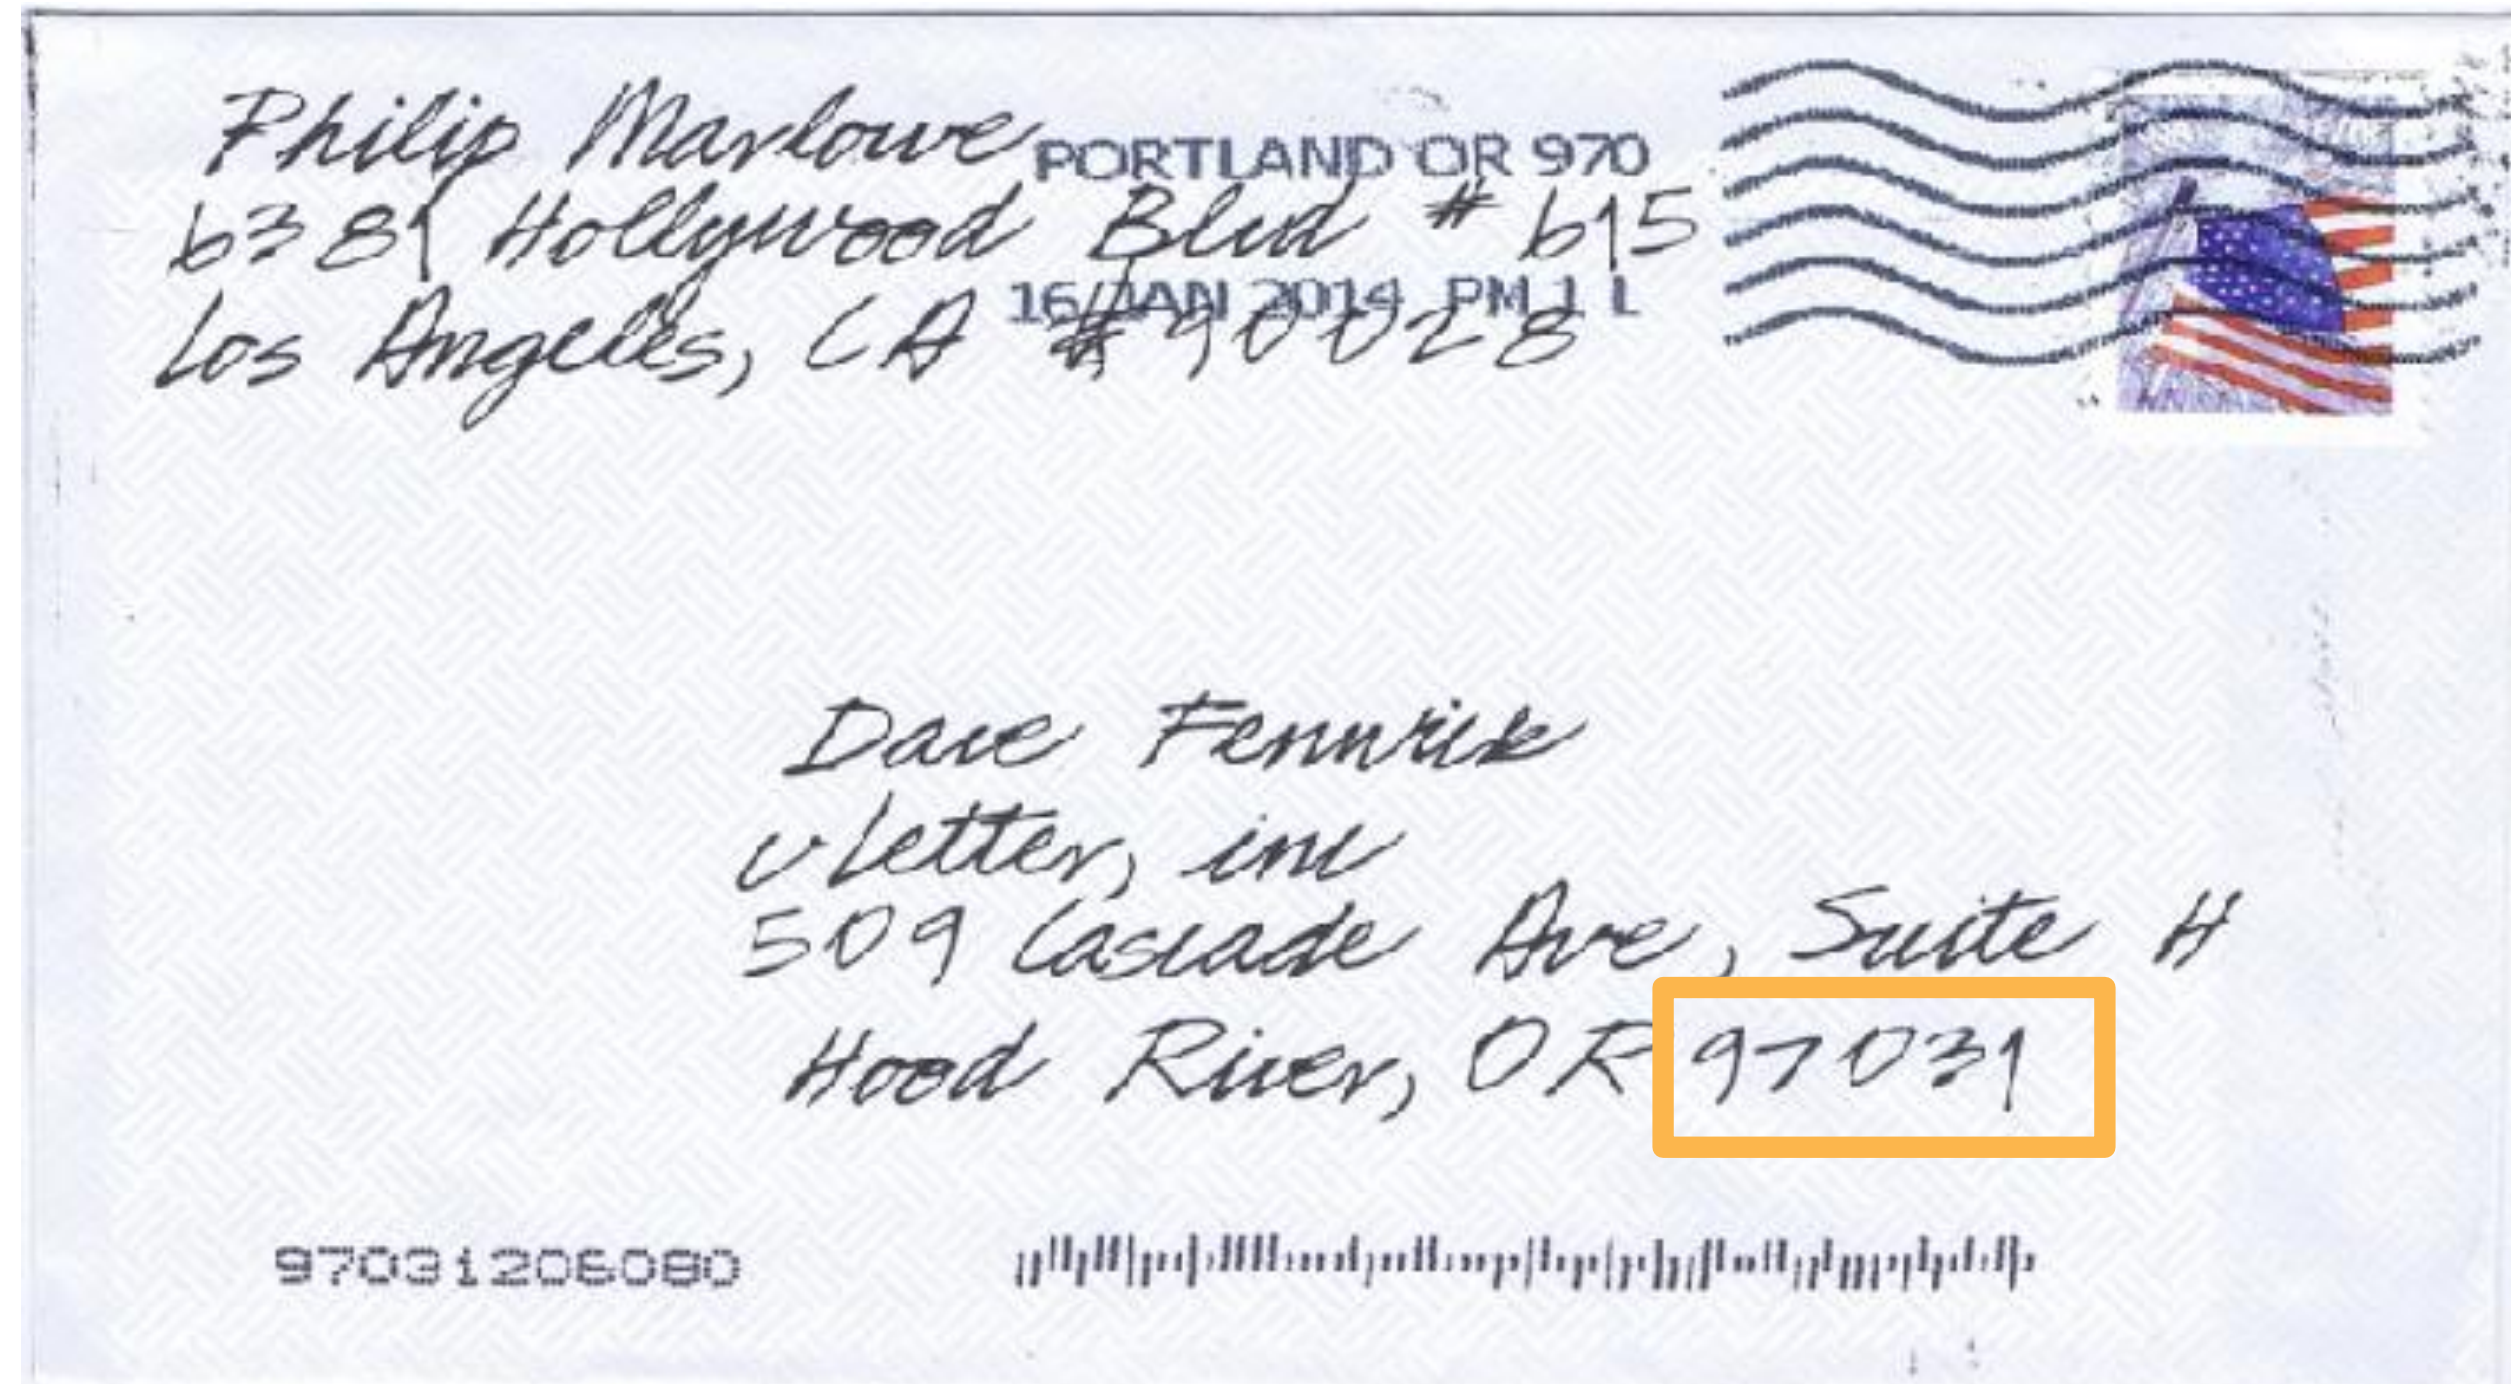 Philip Marlowe
PORTLAND OR 970
6381 Hollywood Blvd # 615
16 JAN 2014 PM 1 L
Los Angeles, CA # 90028
Dave Fennwick
vLetter, inc
509 Cascade Ave, Suite H
Hood River, OR 97031
97031206080